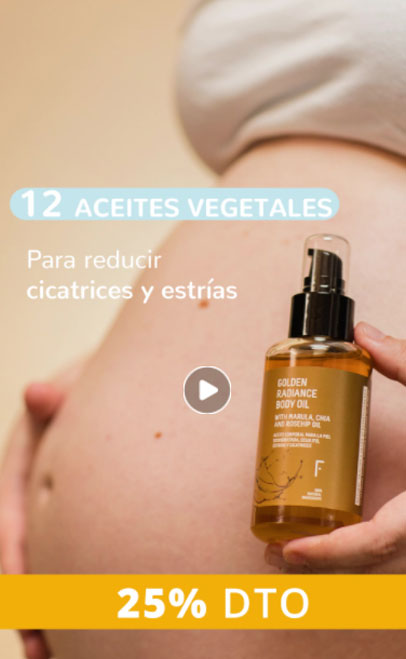 12 ACEITES VEGETALES
Para reducir
cicatrices y estrías
GOLDEN
RADIANCE
BODY OIL
WITH MARULA, CHIA
AND ROSEHIP OIL
F
25% DTO